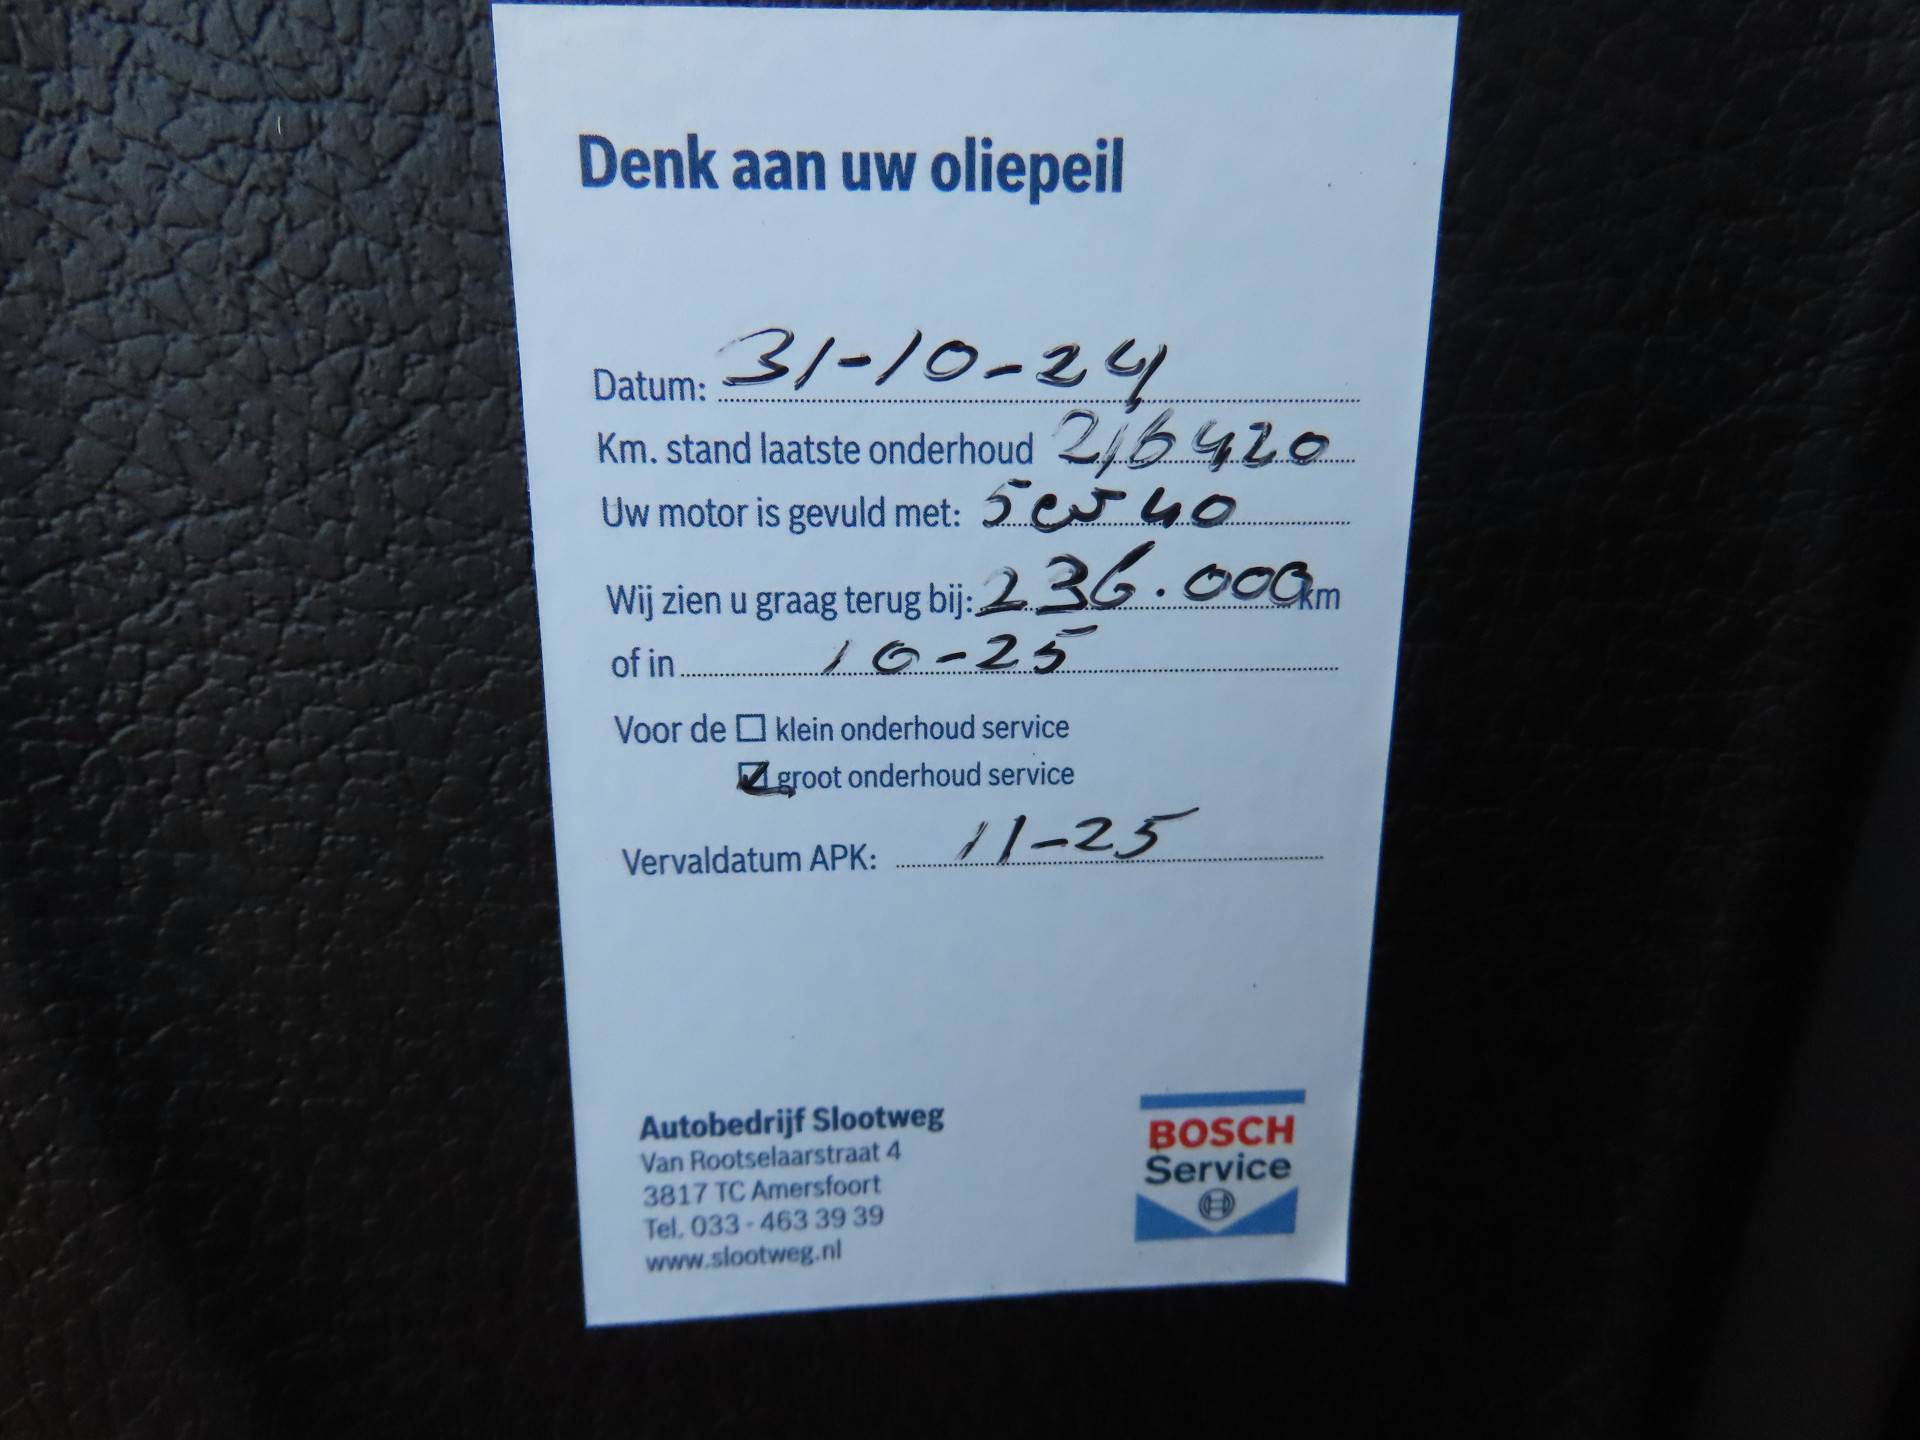 Denk aan uw oliepeil
Datum: 31-10-24
Km. stand laatste onderhoud 216420
Uw motor is gevuld met: 5w40
Wij zien u graag terug bij: 236.000 km
of in 10-25
Voor de klein onderhoud service
groot onderhoud service
Vervaldatum APK: 11-25
Autobedrijf Slootweg
Van Rootselaarstraat 4
3817 TC Amersfoort
Tel. 033 - 463 39 39
www.slootweg.nl
BOSCH
Service